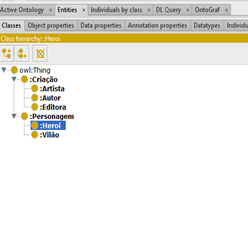 Active Ontology × Entities × Individuals by class × DL Query × OntoGraf ×
Classes Object properties Data properties Annotation properties Datatypes Individu
Class hierarchy: :Heroi
owl:Thing
:Criação
:Artista
:Autor
:Editora
:Personagem
:Heroi
:Vilão